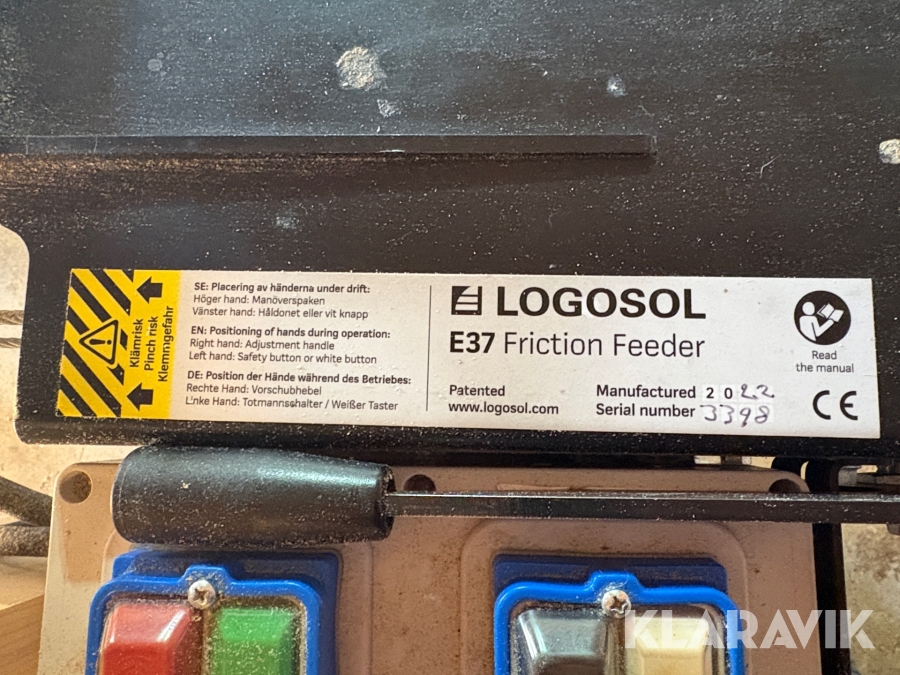 Klämrisk
Pinch risk
Klemmgefahr
SE: Placering av händerna under drift:
Höger hand: Manöverspaken
Vänster hand: Håldonet eller vit knapp
EN: Positioning of hands during operation:
Right hand: Adjustment handle
Left hand: Safety button or white button
DE: Position der Hände während des Betriebes:
Rechte Hand: Vorschubhebel
Linke Hand: Totmannschalter / Weißer Taster
LOGOSOL
E37 Friction Feeder
Patented
www.logosol.com
Manufactured 2022
Serial number 3398
Read
the manual
CE
KLARAVIK